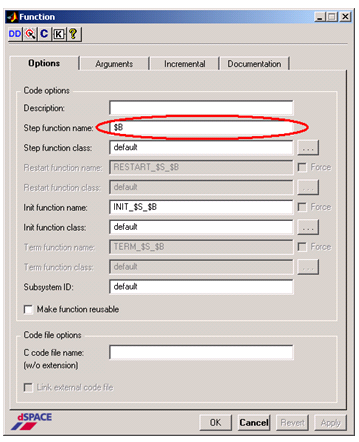 Function
DD C {K} ?
Options Arguments Incremental Documentation
Code options
Description:
Step function name: $B
Step function class: default ...
Restart function name: RESTART_$S_$B Force
Restart function class: default ...
Init function name: INIT_$S_$B Force
Init function class: default ...
Term function name: TERM_$S_$B Force
Term function class: default ...
Subsystem ID: default
Make function reusable
Code file options
C code file name:
(w/o extension)
Link external code file
dSPACE OK Cancel Revert Apply